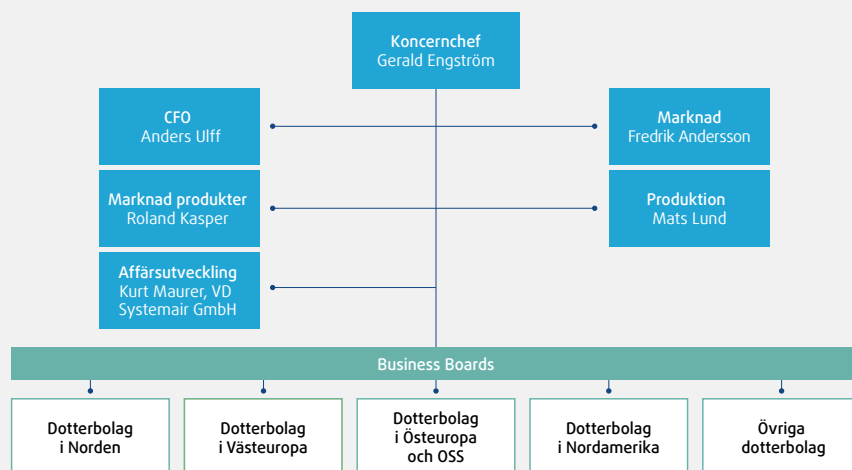 Koncernchef
Gerald Engström
CFO
Anders Ulff
Marknad
Fredrik Andersson
Marknad produkter
Roland Kasper
Produktion
Mats Lund
Affärsutveckling
Kurt Maurer, VD
Systemair GmbH
Business Boards
Dotterbolag
i Norden
Dotterbolag
i Västeuropa
Dotterbolag
i Östeuropa
och OSS
Dotterbolag
i Nordamerika
Övriga
dotterbolag